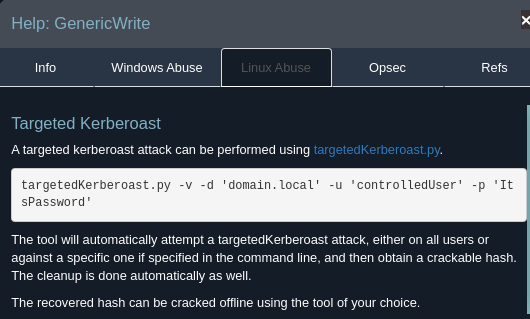 Help: GenericWrite
×
Info
Windows Abuse
Linux Abuse
Opsec
Refs
Targeted Kerberoast
A targeted kerberoast attack can be performed using targetedKerberoast.py.
targetedKerberoast.py -v -d 'domain.local' -u 'controlledUser' -p 'It
sPassword'
The tool will automatically attempt a targetedKerberoast attack, either on all users or
against a specific one if specified in the command line, and then obtain a crackable hash.
The cleanup is done automatically as well.
The recovered hash can be cracked offline using the tool of your choice.